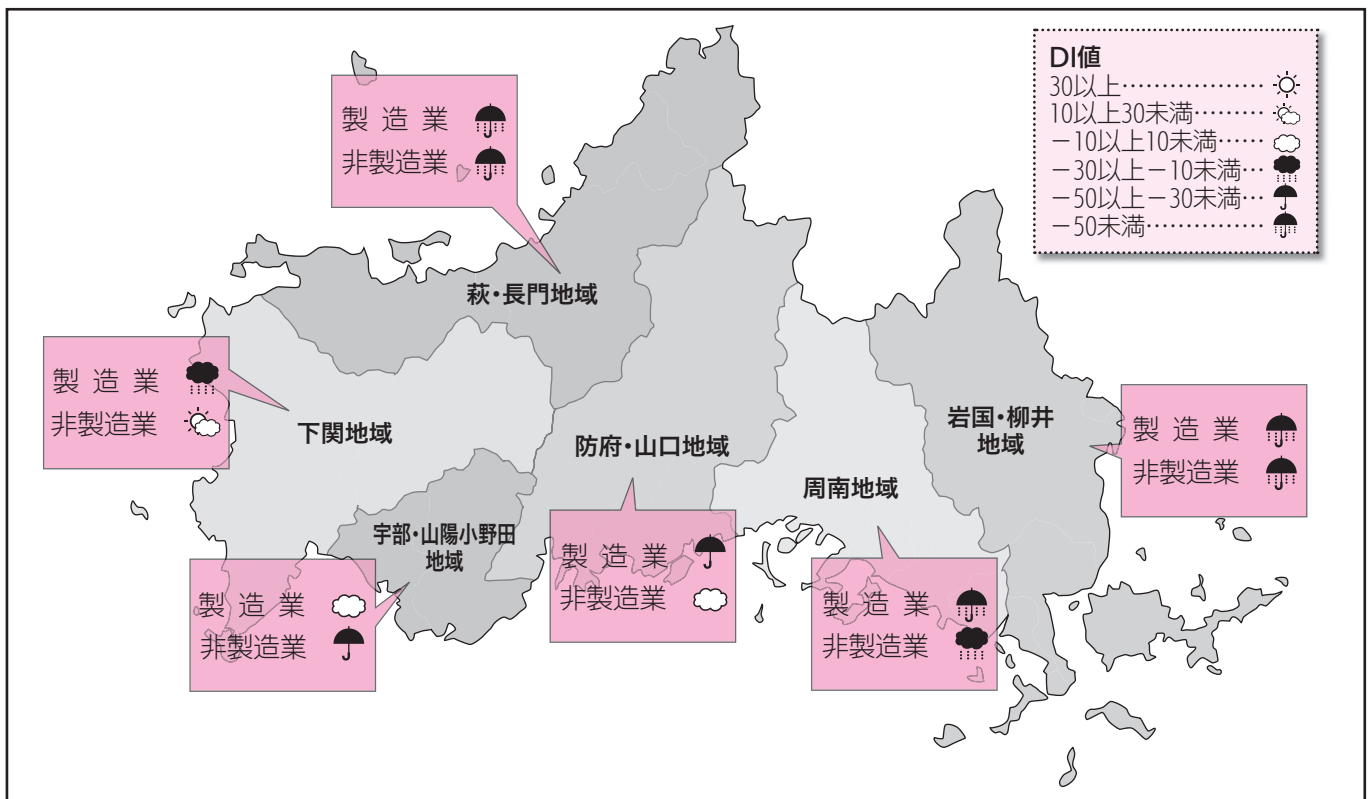 DI値
30以上……………………
10以上30未満………
－10以上10未満……
－30以上－10未満…
－50以上－30未満…
－50未満……………
製造業
非製造業
萩・長門地域
製造業
非製造業
下関地域
防府・山口地域
岩国・柳井
地域
製造業
非製造業
周南地域
宇部・山陽小野田
地域
製造業
非製造業
製造業
非製造業
製造業
非製造業